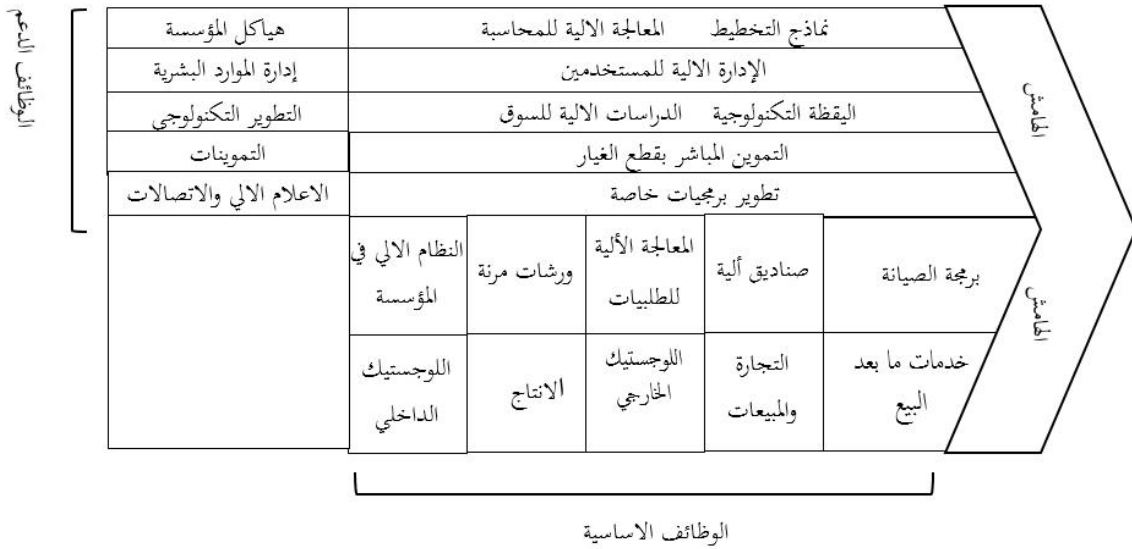 الوظائف الدعم
نماذج التخطيط المعالجة الالية للمحاسبة
هياكل المؤسسة
الإدارة الالية للمستخدمين
إدارة الموارد البشرية
اليقظة التكنولوجية الدراسات الالية للسوق
التطوير التكنولوجي
التموين المباشر بقطع الغيار
التموينات
تطوير برمجيات خاصة
الاعلام الالي والاتصالات
الهامش
الهامش
برمجة الصيانة
صناديق ألية
المعالجة الألية
للطلبيات
ورشات مرنة
النظام الالي في
المؤسسة
خدمات ما بعد
البيع
التجارة
والمبيعات
اللوجستيك
الخارجي
الانتاج
اللوجستيك
الداخلي
الوظائف الاساسية